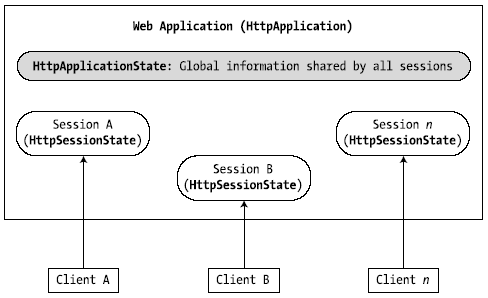 Web Application (HttpApplication)
HttpApplicationState: Global information shared by all sessions
Session A
(HttpSessionState)
Session B
(HttpSessionState)
Session n
(HttpSessionState)
Client A
Client B
Client n